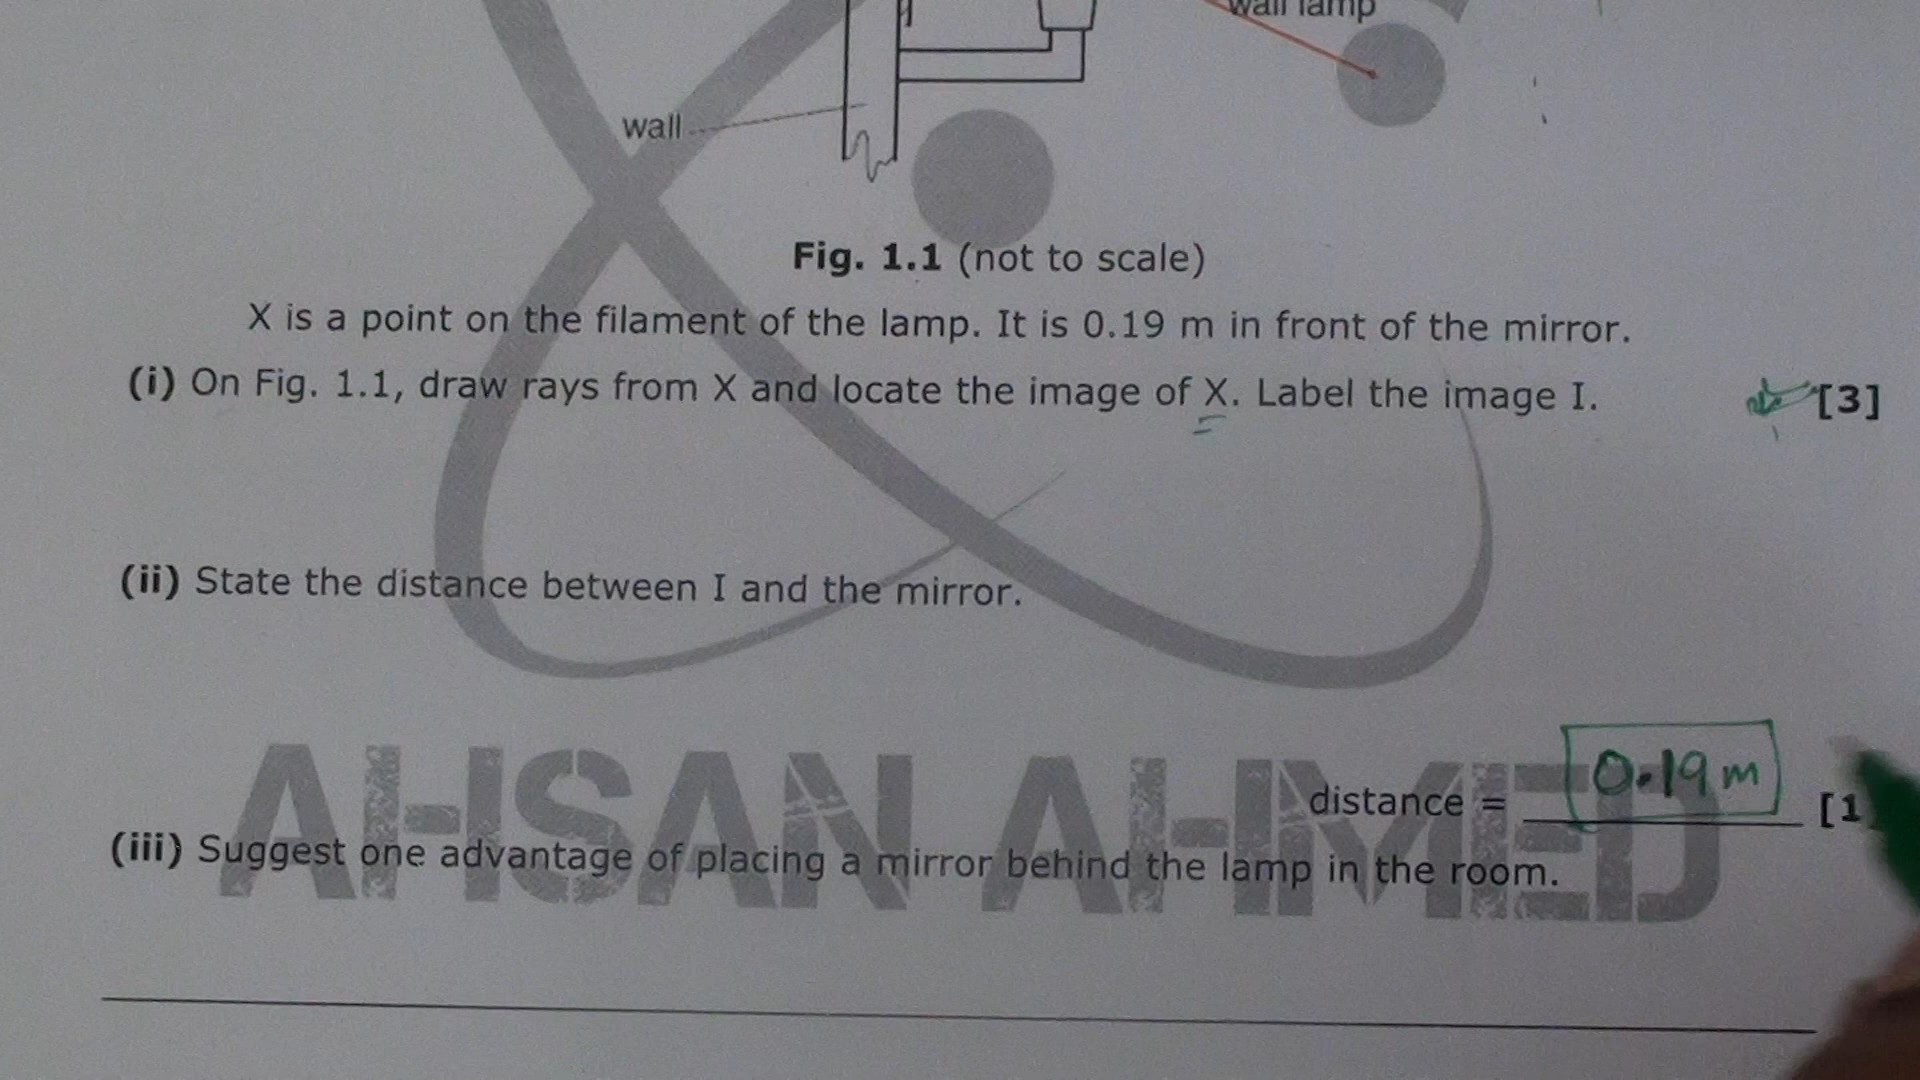 wall lamp
wall
Fig. 1.1 (not to scale)
X is a point on the filament of the lamp. It is 0.19 m in front of the mirror.
(i) On Fig. 1.1, draw rays from X and locate the image of X. Label the image I. [3]
(ii) State the distance between I and the mirror.
AHSAN AHMED
distance = 0.19 m [1]
(iii) Suggest one advantage of placing a mirror behind the lamp in the room.